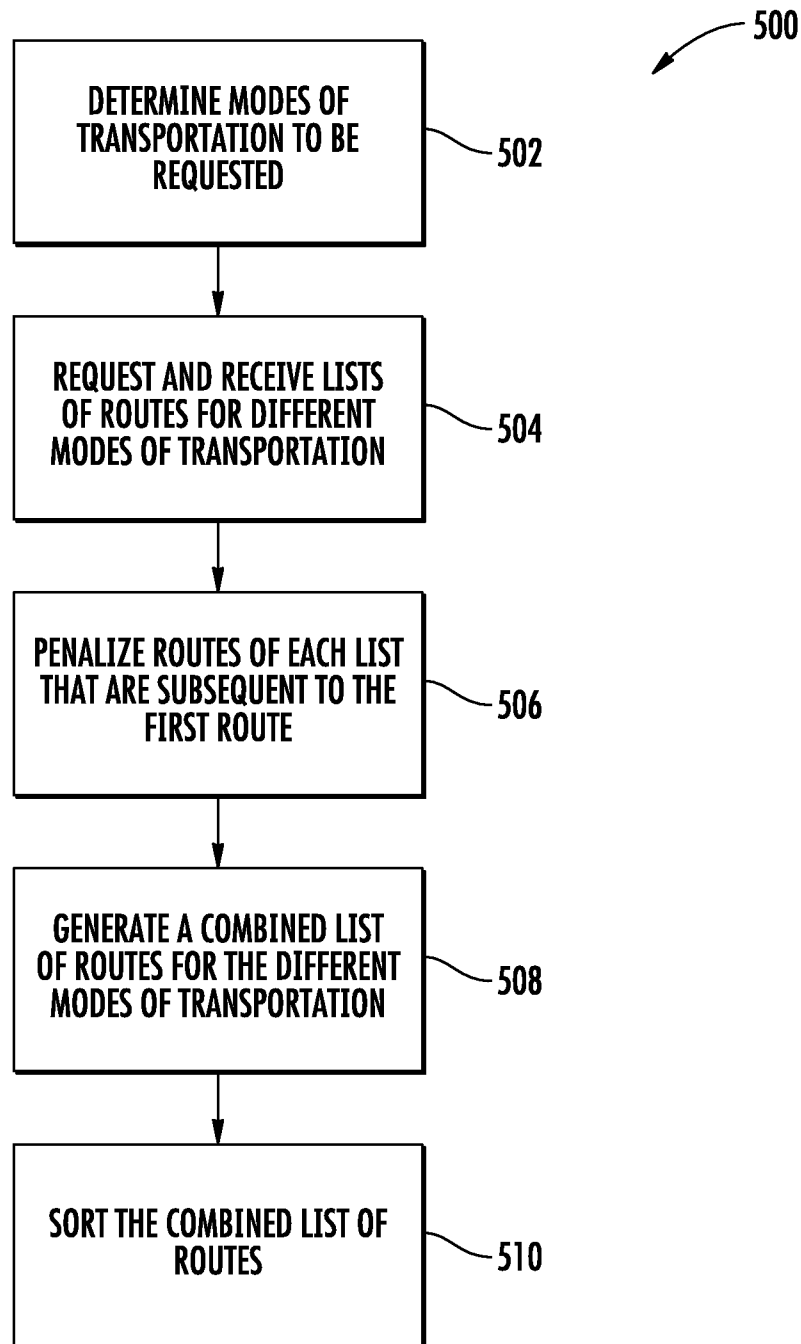 500
DETERMINE MODES OF
TRANSPORTATION TO BE
REQUESTED
502
REQUEST AND RECEIVE LISTS
OF ROUTES FOR DIFFERENT
MODES OF TRANSPORTATION
504
PENALIZE ROUTES OF EACH LIST
THAT ARE SUBSEQUENT TO THE
FIRST ROUTE
506
GENERATE A COMBINED LIST
OF ROUTES FOR THE DIFFERENT
MODES OF TRANSPORTATION
508
SORT THE COMBINED LIST OF
ROUTES
510